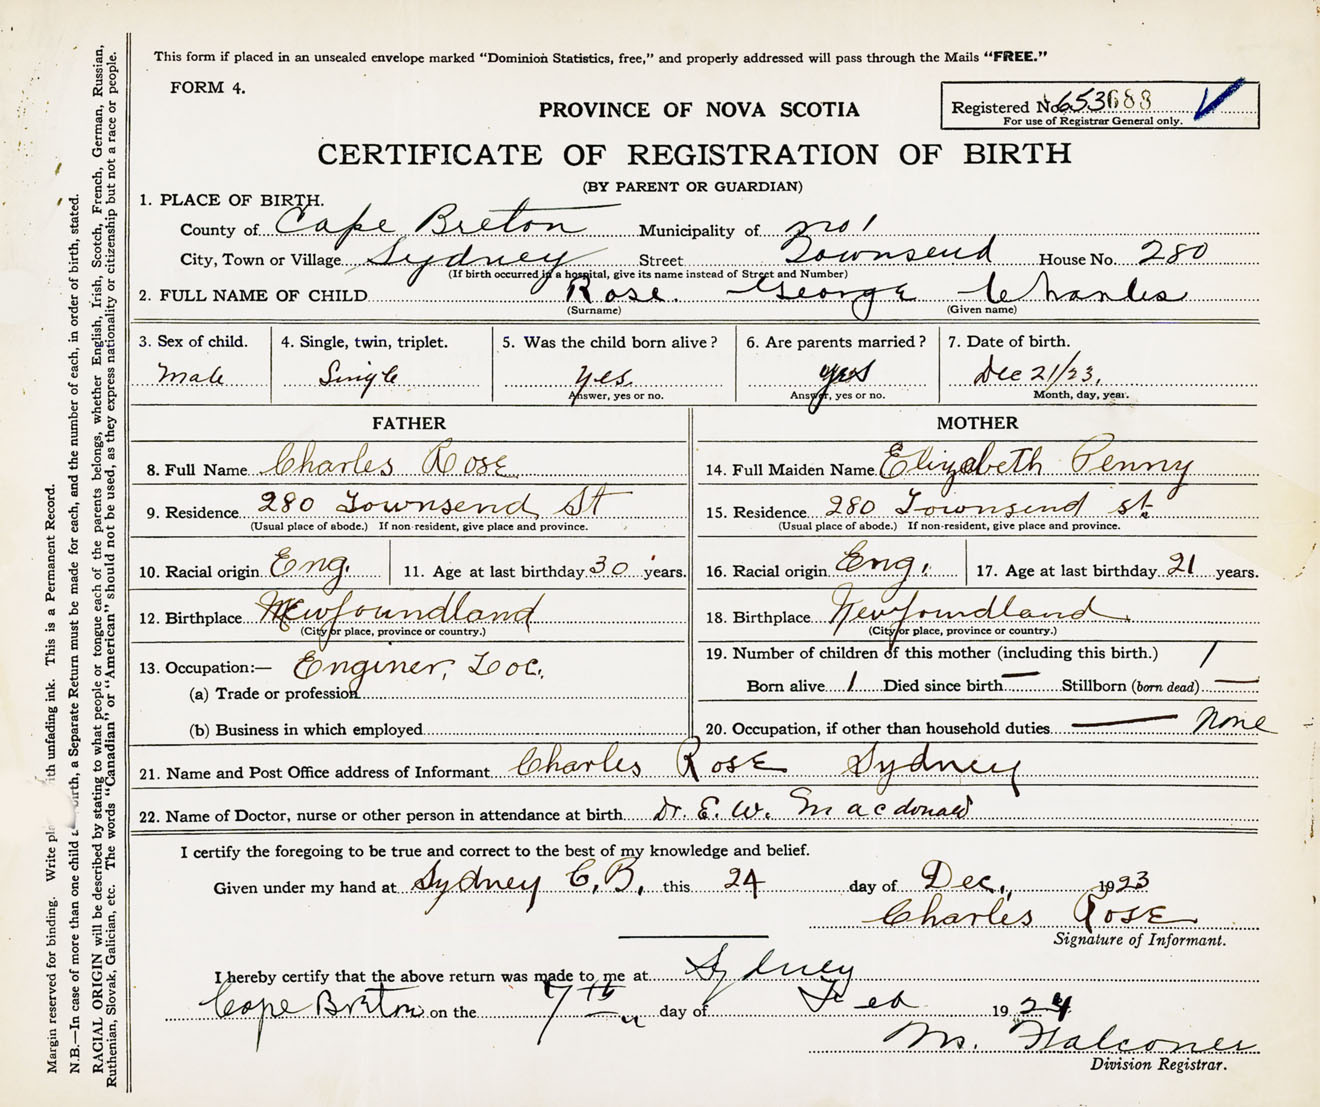 This form if placed in an unsealed envelope marked “Dominion Statistics, free,” and properly addressed will pass through the Mails “FREE.”
FORM 4.
Registered No. 653688
For use of Registrar General only.
PROVINCE OF NOVA SCOTIA
CERTIFICATE OF REGISTRATION OF BIRTH
(BY PARENT OR GUARDIAN)
1. PLACE OF BIRTH.
County of Cape Breton Municipality of no 1
City, Town or Village Sydney Street Townsend House No. 280
(If birth occurred in a hospital, give its name instead of Street and Number)
2. FULL NAME OF CHILD Rose. George Charles
(Surname) (Given name)
3. Sex of child. 4. Single, twin, triplet. 5. Was the child born alive? 6. Are parents married? 7. Date of birth.
Male Single yes yes Dec 21/23.
Answer, yes or no. Answer, yes or no. Month, day, year.
FATHER MOTHER
8. Full Name Charles Rose 14. Full Maiden Name Elizabeth Penny
9. Residence 280 Townsend St 15. Residence 280 Townsend st.
(Usual place of abode.) If non-resident, give place and province. (Usual place of abode.) If non-resident, give place and province.
10. Racial origin Eng. 11. Age at last birthday 30 years. 16. Racial origin Eng. 17. Age at last birthday 21 years.
12. Birthplace Newfoundland 18. Birthplace Newfoundland
(City or place, province or country.) (City or place, province or country.)
13. Occupation:— Enginer, Loc. 19. Number of children of this mother (including this birth.) 1
(a) Trade or profession Born alive 1 Died since birth — Stillborn (born dead) —
(b) Business in which employed 20. Occupation, if other than household duties — None
21. Name and Post Office address of Informant Charles Rose Sydney
22. Name of Doctor, nurse or other person in attendance at birth Dr. E. W. Macdonald
I certify the foregoing to be true and correct to the best of my knowledge and belief.
Given under my hand at Sydney C.B. this 24 day of Dec. 1923
Charles Rose
Signature of Informant.
I hereby certify that the above return was made to me at Sydney
Cape Breton on the 7th day of Feb 1924
Falconer
Division Registrar.
Margin reserved for binding. Write with unfading ink. This is a Permanent Record.
N.B.—In case of more than one child at birth, a Separate Return must be made for each, and the number of each, in order of birth, stated.
RACIAL ORIGIN will be described by stating to what people or tongue each of the parents belongs, whether English, Irish, Scotch, French, German, Russian,
Ruthenian, Slovak, Galician, etc. The words “Canadian” or “American” should not be used, as they express nationality or citizenship but not a race or people.